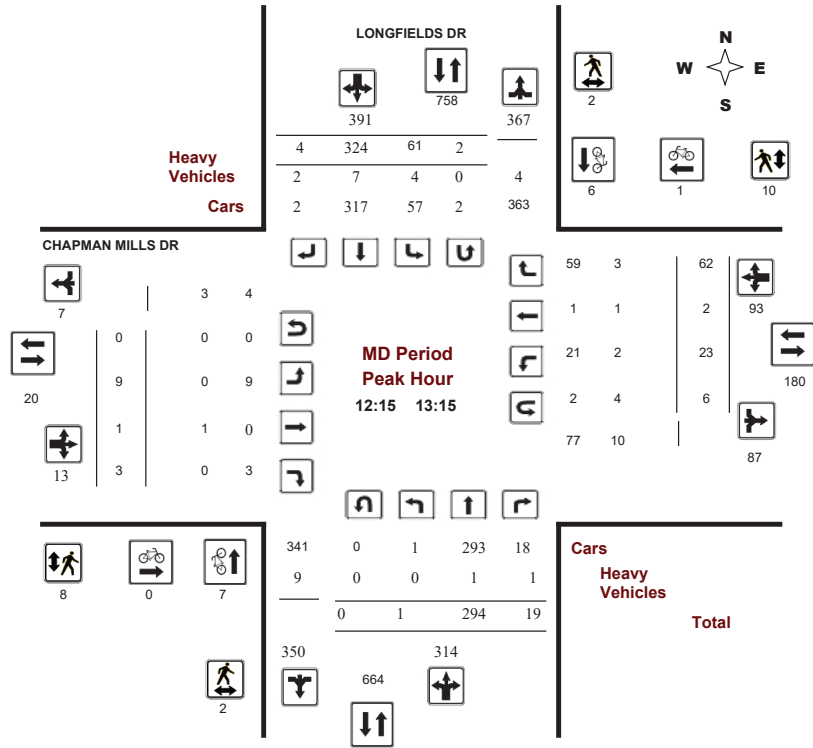 LONGFIELDS DR
N
W E
S
758
2
391
367
4 324 61 2
Heavy
Vehicles
2 7 4 0 4
6 1 10
Cars
2 317 57 2 363
CHAPMAN MILLS DR
59 3 62
7
3 4
1 1 2 93
0 0 0
MD Period
21 2 23
Peak Hour
9 0 9
180
20
12:15 13:15
2 4 6
1 1 0
77 10
87
13
3 0 3
341 0 1 293 18
Cars
9 0 0 1 1
Heavy
Vehicles
8 0 7
0 1 294 19
Total
350 314
664
2